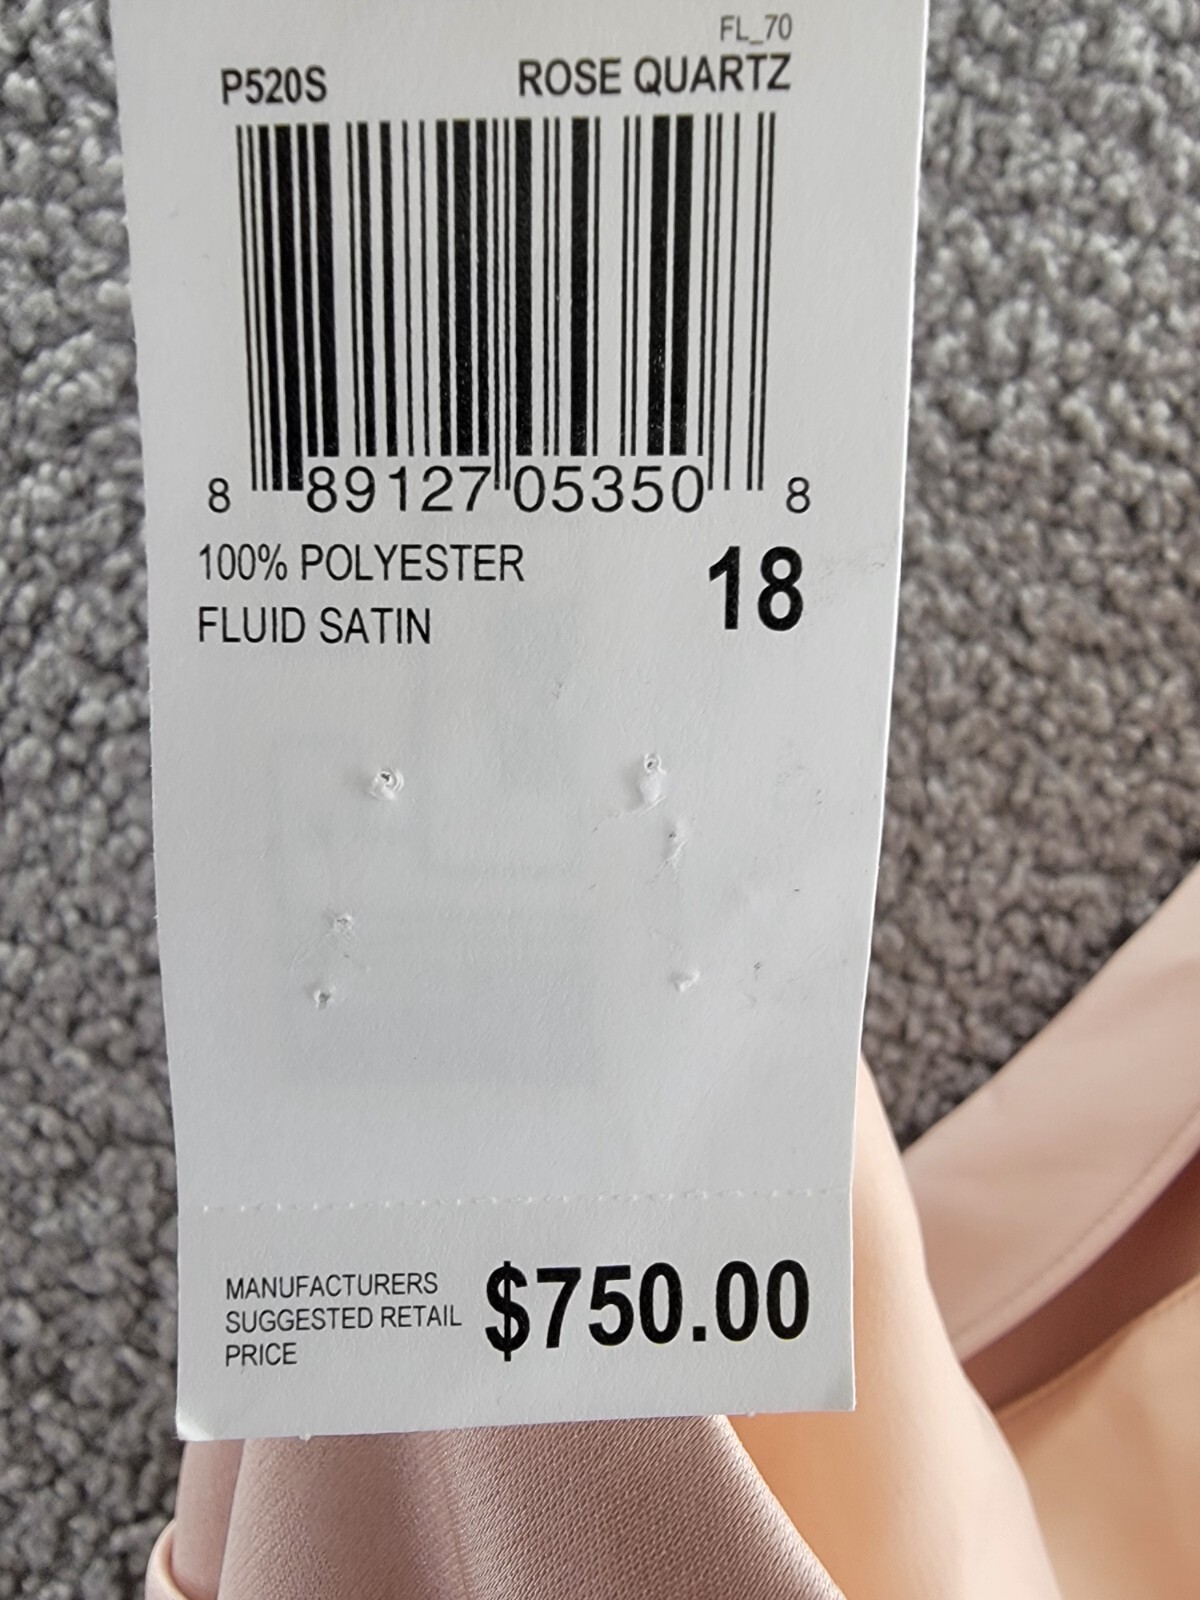 FL_70
P520S ROSE QUARTZ
8 89127 05350 8
100% POLYESTER 18
FLUID SATIN
MANUFACTURERS
SUGGESTED RETAIL $750.00
PRICE